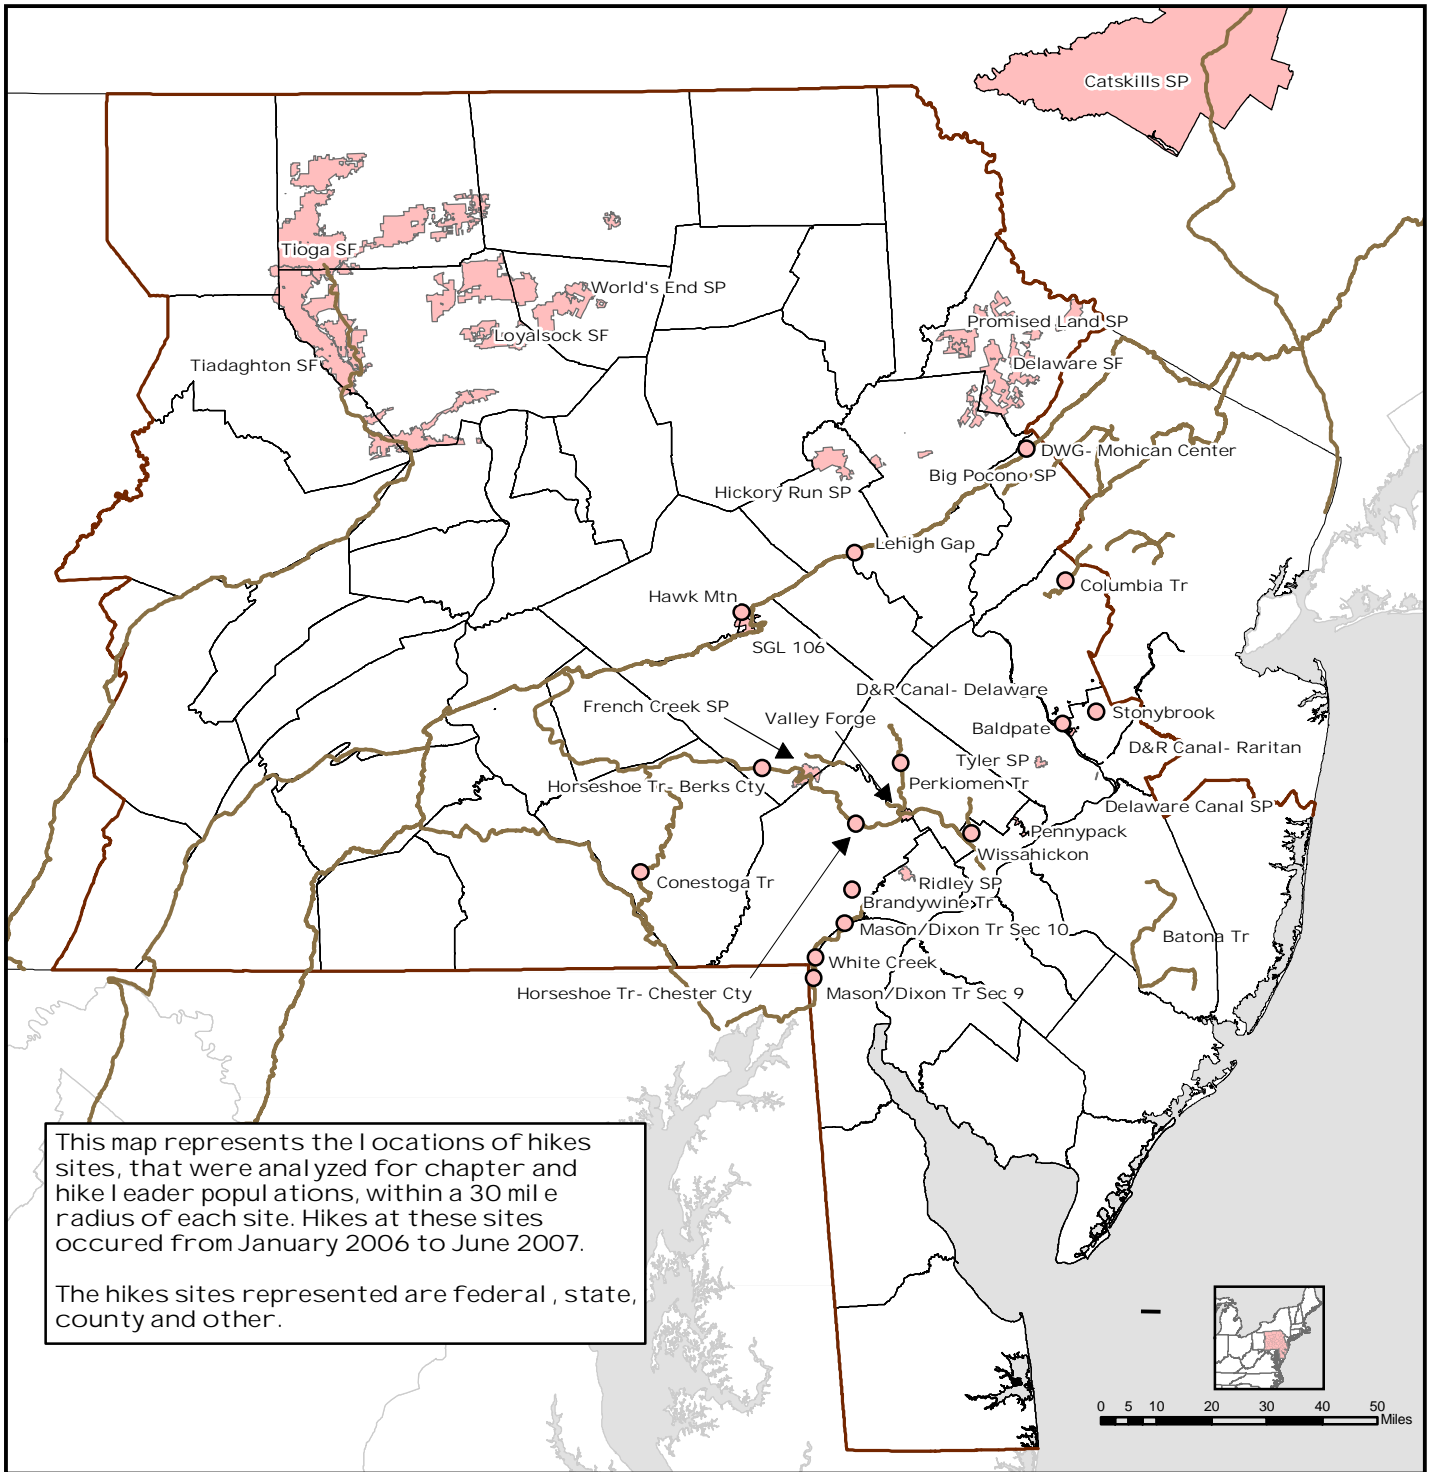 Catskills SP
Tioga SF
World's End SP
Promised Land SP
Loyalsock SF
Tiadaghton SF
Delaware SF
DWG- Mohican Center
Big Pocono SP
Hickory Run SP
Lehigh Gap
Columbia Tr
Hawk Mtn
SGL 106
D&R Canal- Delaware
French Creek SP
Valley Forge
Stonybrook
Baldpate
D&R Canal- Raritan
Tyler SP
Horseshoe Tr- Berks Cty
Perkiomen Tr
Delaware Canal SP
Pennypack
Wissahickon
Conestoga Tr
Ridley SP
Brandywine Tr
Mason/Dixon Tr Sec 10
Batona Tr
White Creek
Horseshoe Tr- Chester Cty
Mason/Dixon Tr Sec 9
This map represents the locations of hikes
sites, that were analyzed for chapter and
hike leader populations, within a 30 mile
radius of each site. Hikes at these sites
occured from January 2006 to June 2007.
The hikes sites represented are federal, state,
county and other.
0 5 10 20 30 40 50
Miles